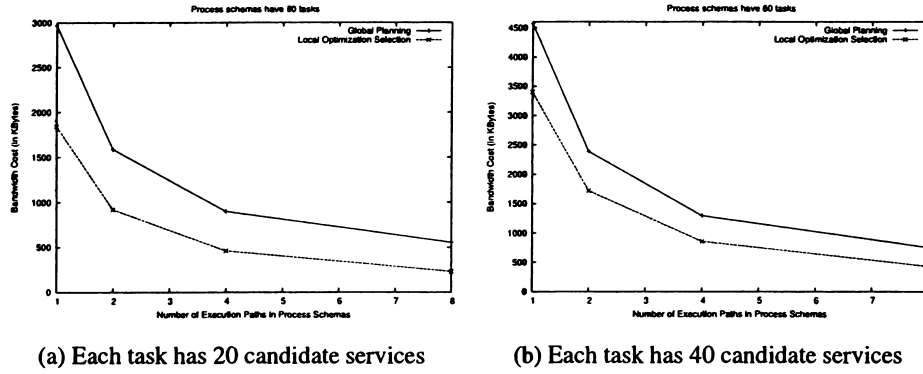 Process schemas have 80 tasks
Global Planning
Local Optimization Selection
Bandwidth Cost (in KBytes)
3000
2500
2000
1500
1000
500
0
1 2 3 4 5 6 7 8
Number of Execution Paths in Process Schemas
(a) Each task has 20 candidate services
Process schemas have 80 tasks
Global Planning
Local Optimization Selection
Bandwidth Cost (in KBytes)
4500
4000
3500
3000
2500
2000
1500
1000
500
0
1 2 3 4 5 6 7 8
Number of Execution Paths in Process Schemas
(b) Each task has 40 candidate services